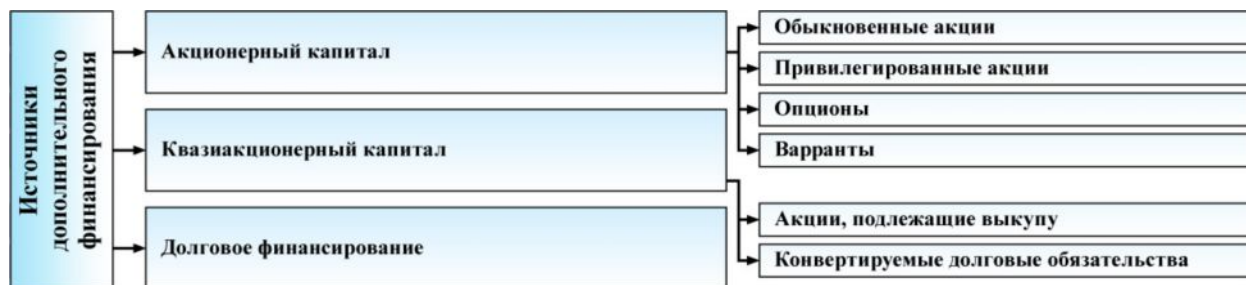 Источники
дополнительного
финансирования
Акционерный капитал
Квазиакционерный капитал
Долговое финансирование
Обыкновенные акции
Привилегированные акции
Опционы
Варранты
Акции, подлежащие выкупу
Конвертируемые долговые обязательства